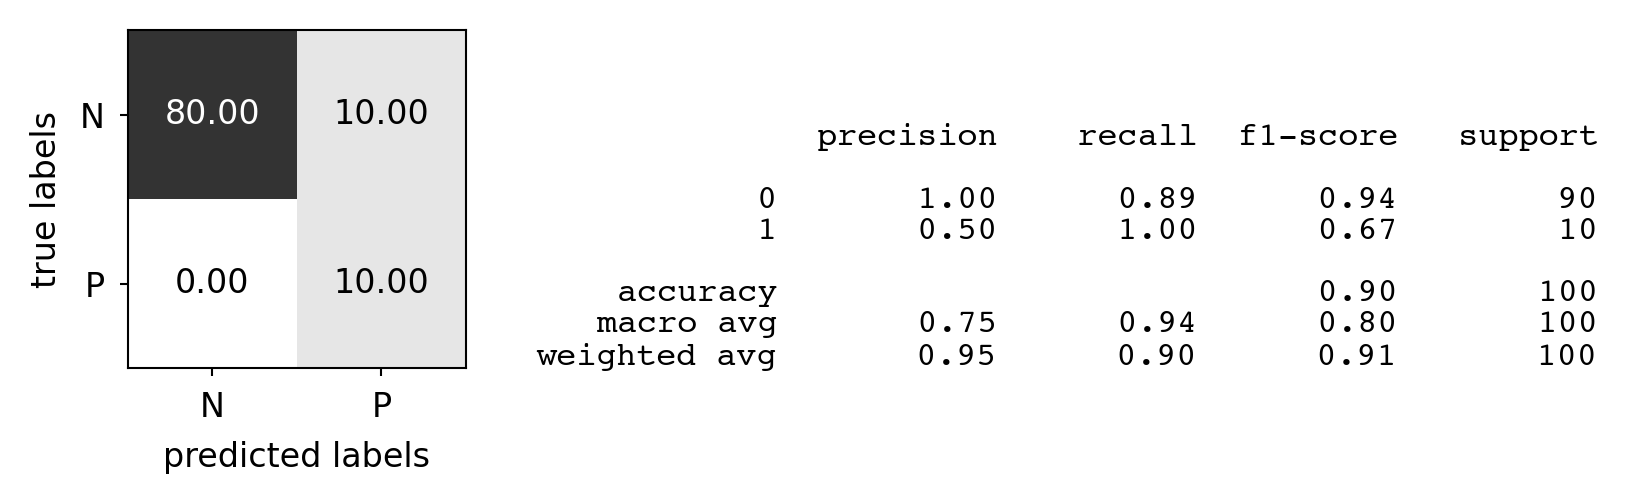 true labels
N 80.00 10.00
P 0.00 10.00
N P
predicted labels
precision recall f1-score support
0 1.00 0.89 0.94 90
1 0.50 1.00 0.67 10
accuracy 0.90 100
macro avg 0.75 0.94 0.80 100
weighted avg 0.95 0.90 0.91 100